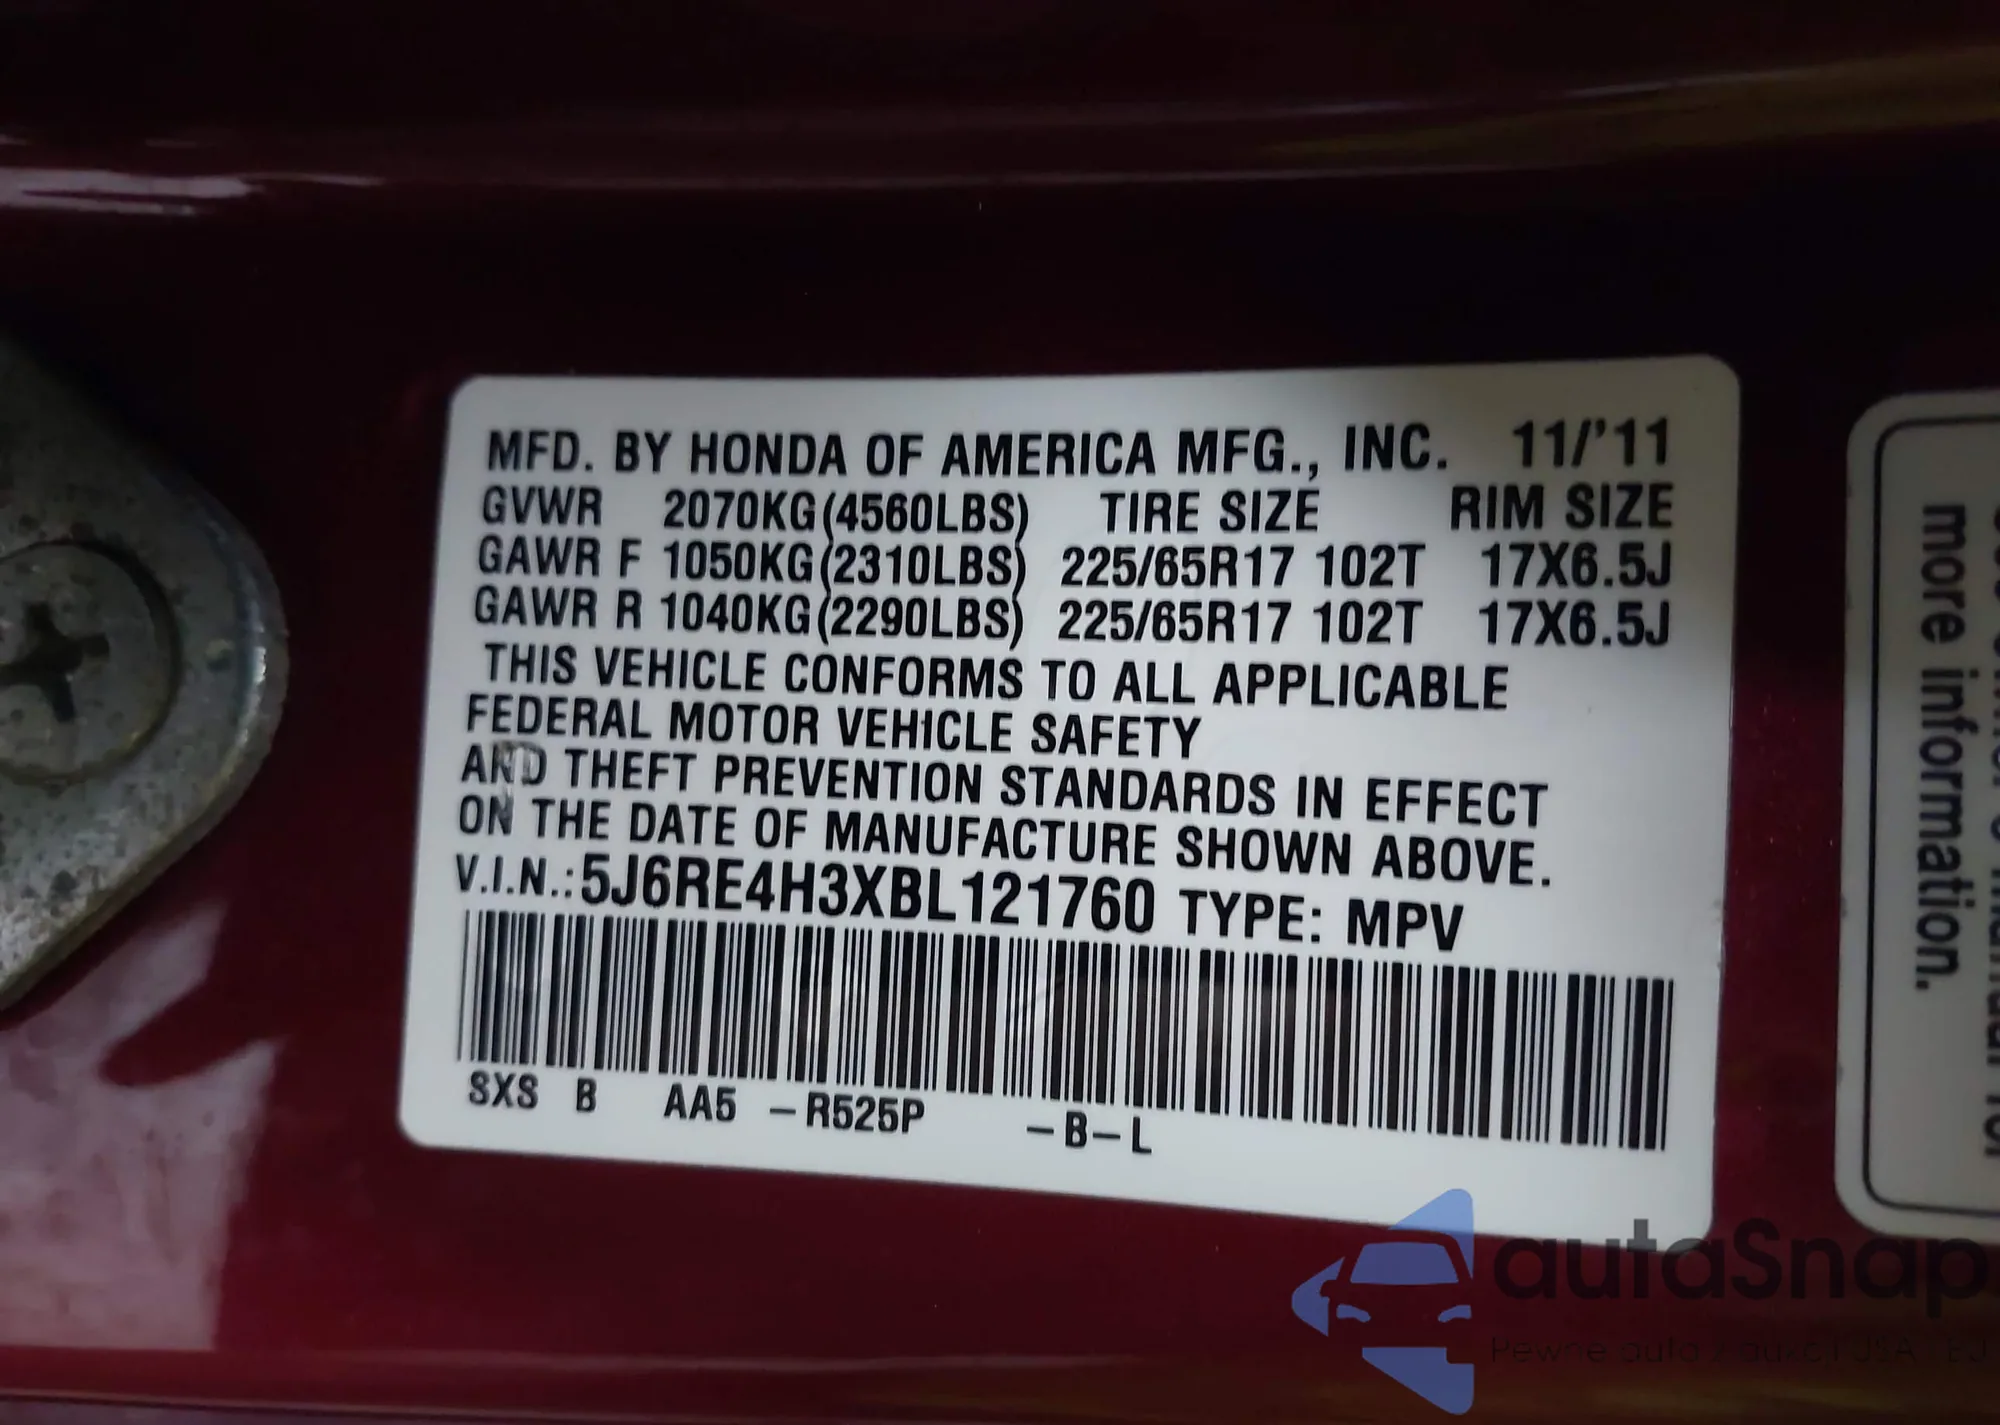 MFD. BY HONDA OF AMERICA MFG., INC. 11/'11
GVWR 2070KG(4560LBS) TIRE SIZE RIM SIZE
GAWR F 1050KG(2310LBS) 225/65R17 102T 17X6.5J
GAWR R 1040KG(2290LBS) 225/65R17 102T 17X6.5J
THIS VEHICLE CONFORMS TO ALL APPLICABLE
FEDERAL MOTOR VEHICLE SAFETY
AND THEFT PREVENTION STANDARDS IN EFFECT
ON THE DATE OF MANUFACTURE SHOWN ABOVE.
V.I.N.:5J6RE4H3XBL121760 TYPE: MPV
SXS B AA5 -R525P -B-L
more information.
autaSnap
Pewne auto z